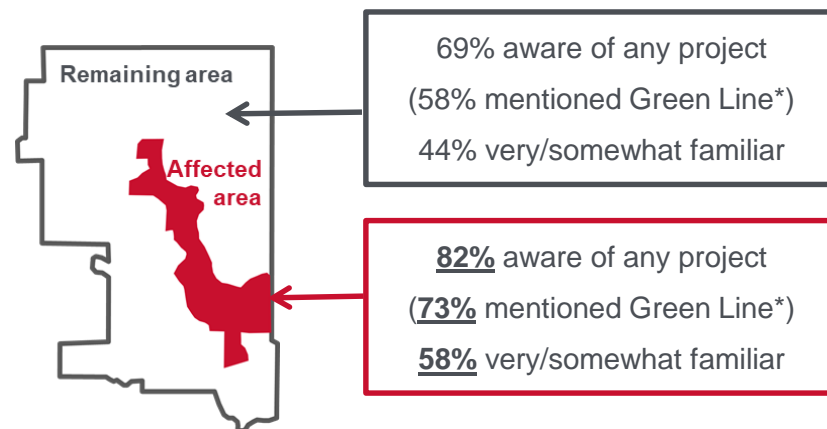 Remaining area
Affected
area
69% aware of any project
(58% mentioned Green Line*)
44% very/somewhat familiar
82% aware of any project
(73% mentioned Green Line*)
58% very/somewhat familiar